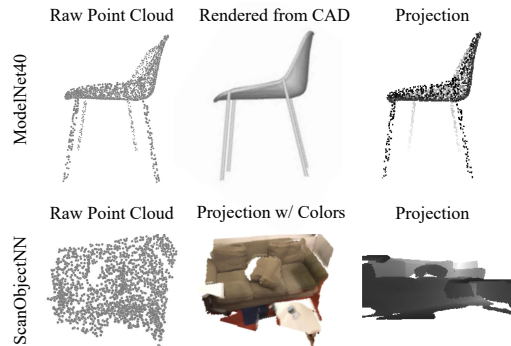 Raw Point Cloud Rendered from CAD Projection
ModelNet40
Raw Point Cloud Projection w/ Colors Projection
ScanObjectNN